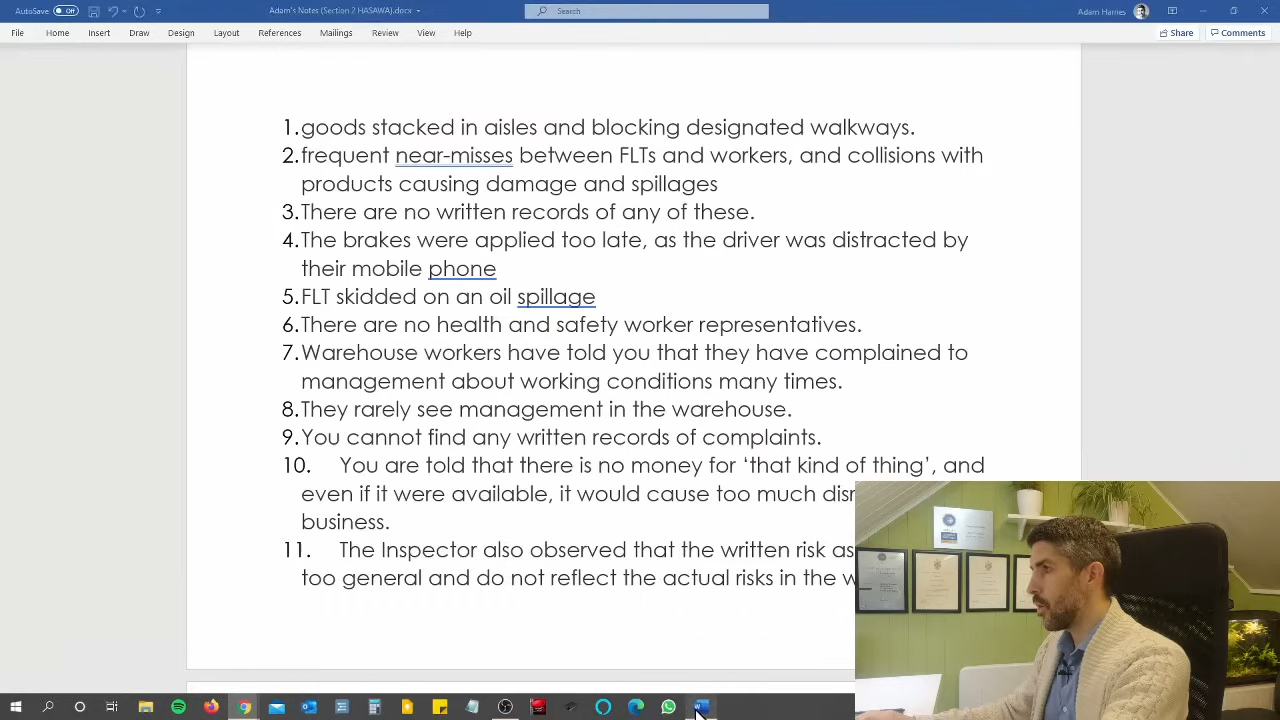 AutoSave Off Adam's Notes (Section 2 HASAWA).docx Search Adam Harries
File Home Insert Draw Design Layout References Mailings Review View Help Share Comments
1.goods stacked in aisles and blocking designated walkways.
2.frequent near-misses between FLTs and workers, and collisions with
products causing damage and spillages
3.There are no written records of any of these.
4.The brakes were applied too late, as the driver was distracted by
their mobile phone
5.FLT skidded on an oil spillage
6.There are no health and safety worker representatives.
7.Warehouse workers have told you that they have complained to
management about working conditions many times.
8.They rarely see management in the warehouse.
9.You cannot find any written records of complaints.
10. You are told that there is no money for ‘that kind of thing’, and
even if it were available, it would cause too much
business.
11. The Inspector also observed that the written risk
too general and do not reflect the actual risks in the